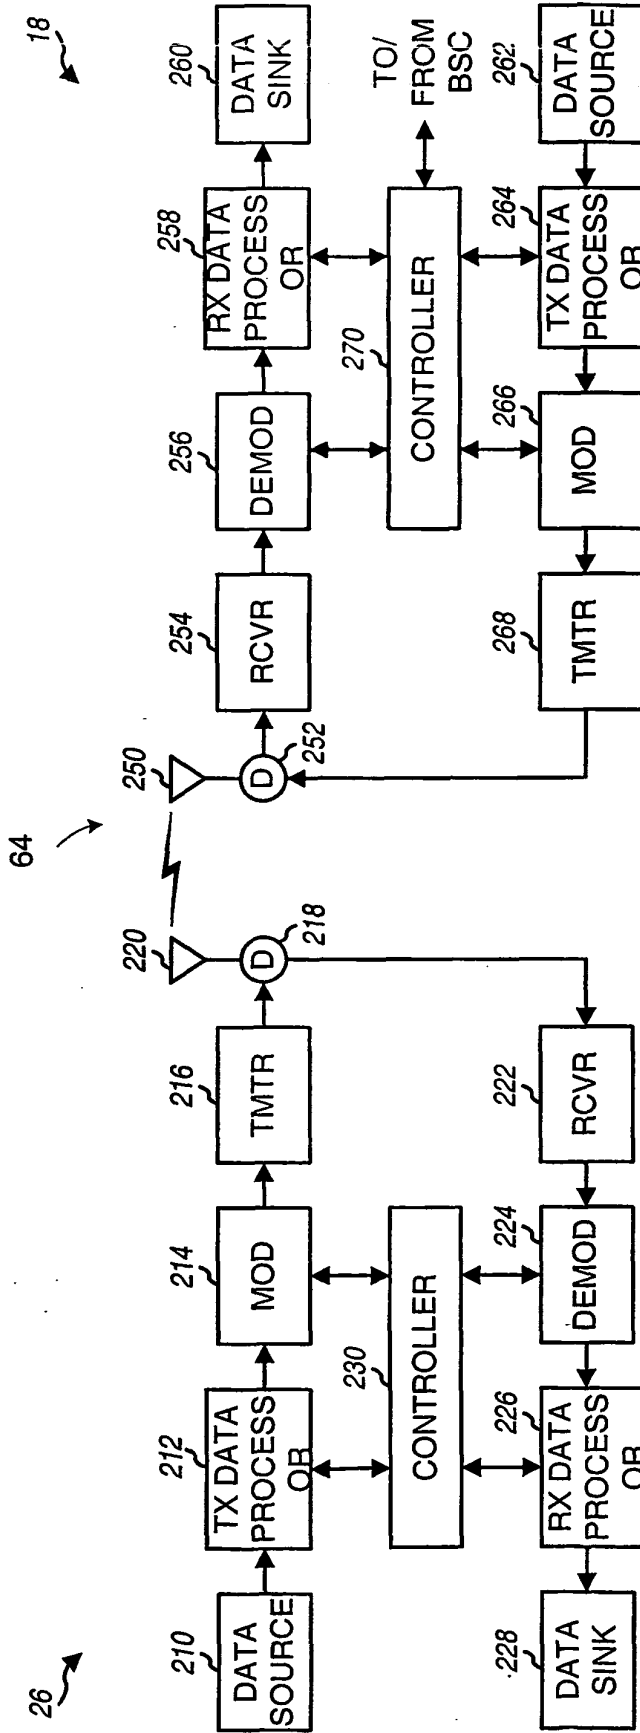 26
64
18
210
DATA
SOURCE
212
TX DATA
PROCESS
OR
214
MOD
216
TMTR
220
D
218
250
D
252
254
RCVR
256
DEMOD
258
RX DATA
PROCESS
OR
260
DATA
SINK
230
CONTROLLER
270
CONTROLLER
TO/
FROM
BSC
228
DATA
SINK
226
RX DATA
PROCESS
OR
224
DEMOD
222
RCVR
268
TMTR
266
MOD
264
TX DATA
PROCESS
OR
262
DATA
SOURCE